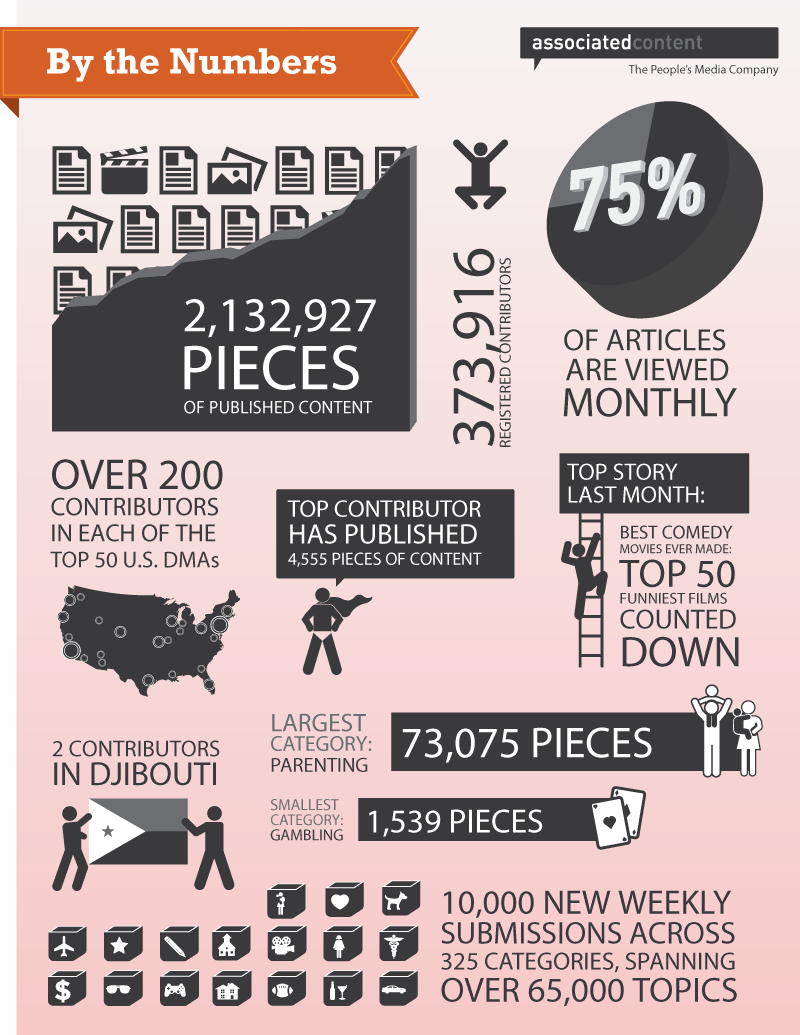 By the Numbers
associatedcontent
The People's Media Company
2,132,927
PIECES
OF PUBLISHED CONTENT
373,916
REGISTERED CONTRIBUTORS
75%
OF ARTICLES
ARE VIEWED
MONTHLY
OVER 200
CONTRIBUTORS
IN EACH OF THE
TOP 50 U.S. DMAs
TOP CONTRIBUTOR
HAS PUBLISHED
4,555 PIECES OF CONTENT
TOP STORY
LAST MONTH:
BEST COMEDY
MOVIES EVER MADE:
TOP 50
FUNNIEST FILMS
COUNTED
DOWN
2 CONTRIBUTORS
IN DJIBOUTI
LARGEST
CATEGORY:
PARENTING
73,075 PIECES
SMALLEST
CATEGORY:
GAMBLING
1,539 PIECES
$
10,000 NEW WEEKLY
SUBMISSIONS ACROSS
325 CATEGORIES, SPANNING
OVER 65,000 TOPICS